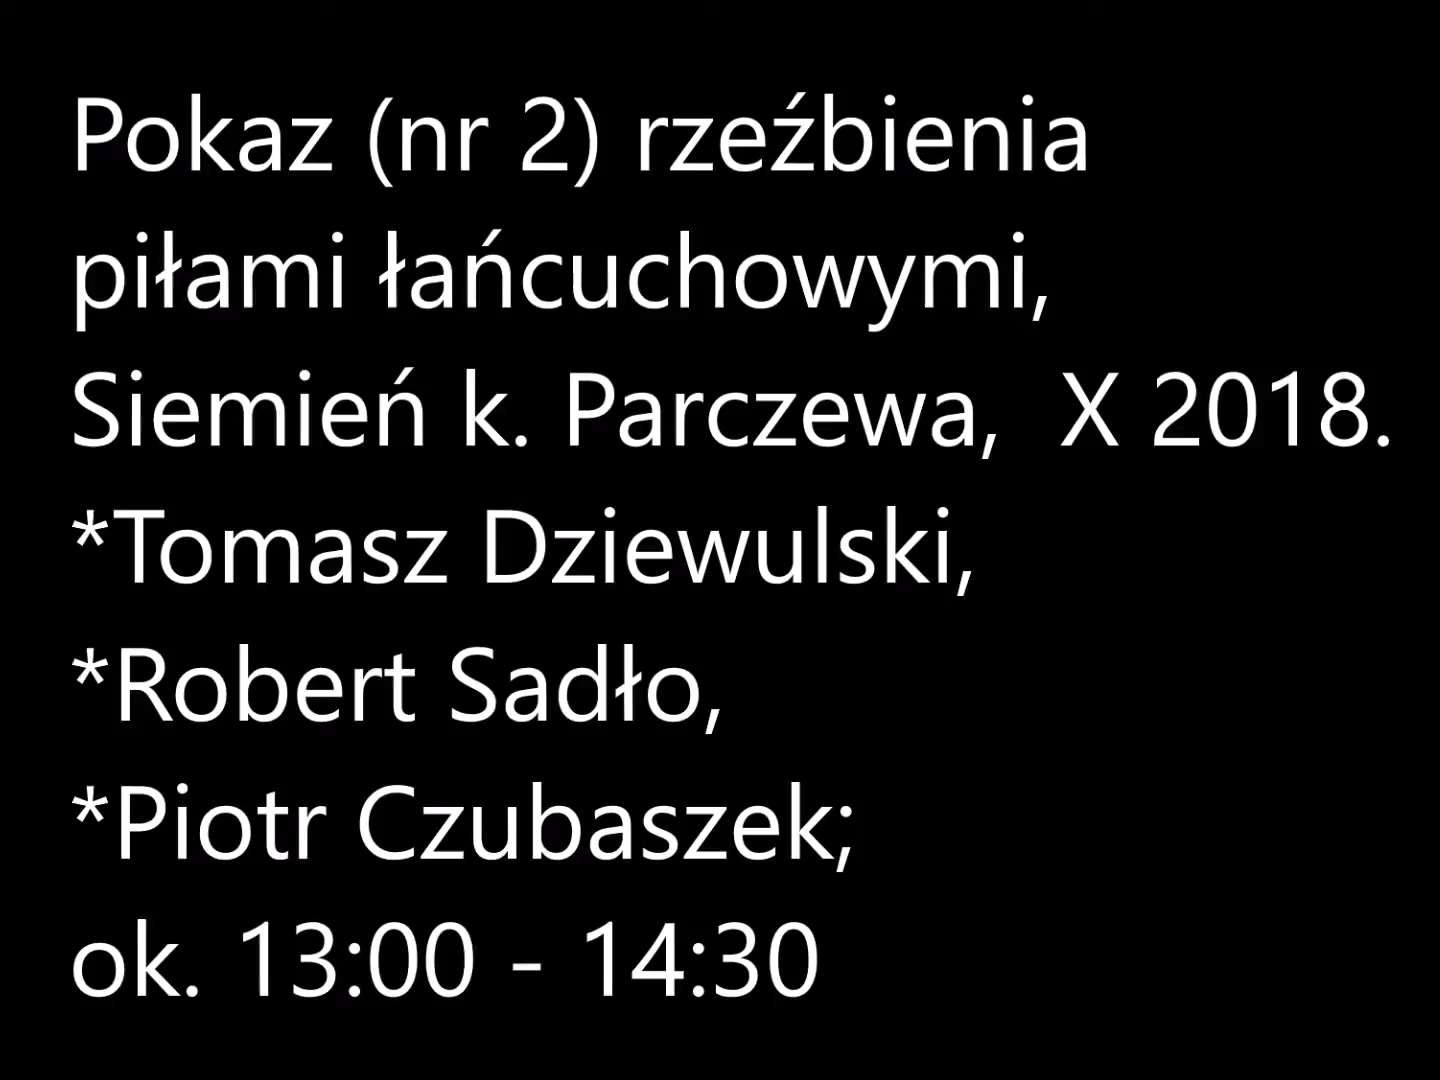 Pokaz (nr 2) rzeźbienia
piłami łańcuchowymi,
Siemień k. Parczewa,  X 2018.
*Tomasz Dziewulski,
*Robert Sadło,
*Piotr Czubaszek;
ok. 13:00 - 14:30